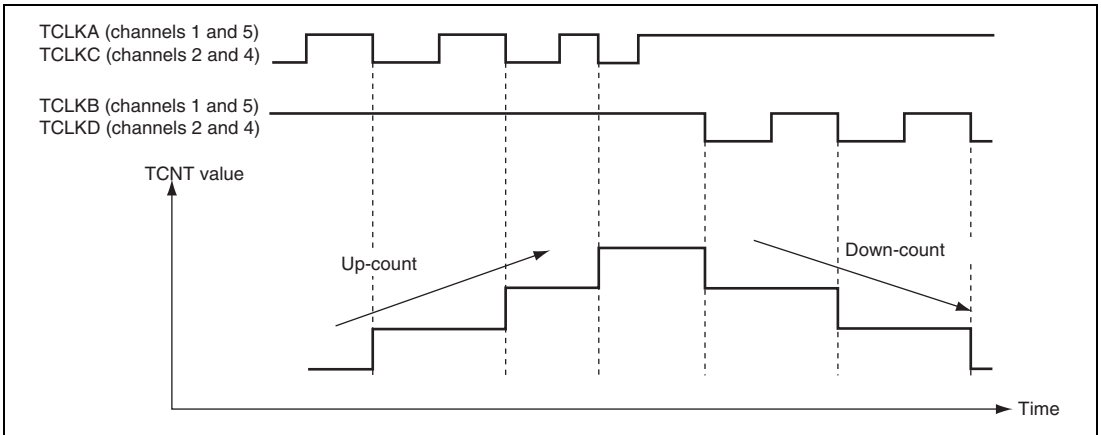 TCLKA (channels 1 and 5)
TCLKC (channels 2 and 4)
TCLKB (channels 1 and 5)
TCLKD (channels 2 and 4)
TCNT value
Up-count
Down-count
Time